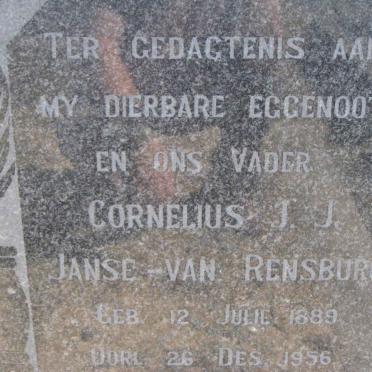 TER GEDAGTENIS AAN
MY DIERBARE EGGENOOT
EN ONS VADER
CORNELIUS J. J.
JANSE-VAN RENSBURG
GEB. 12 JULIE 1889
OORL. 26 DES. 1956